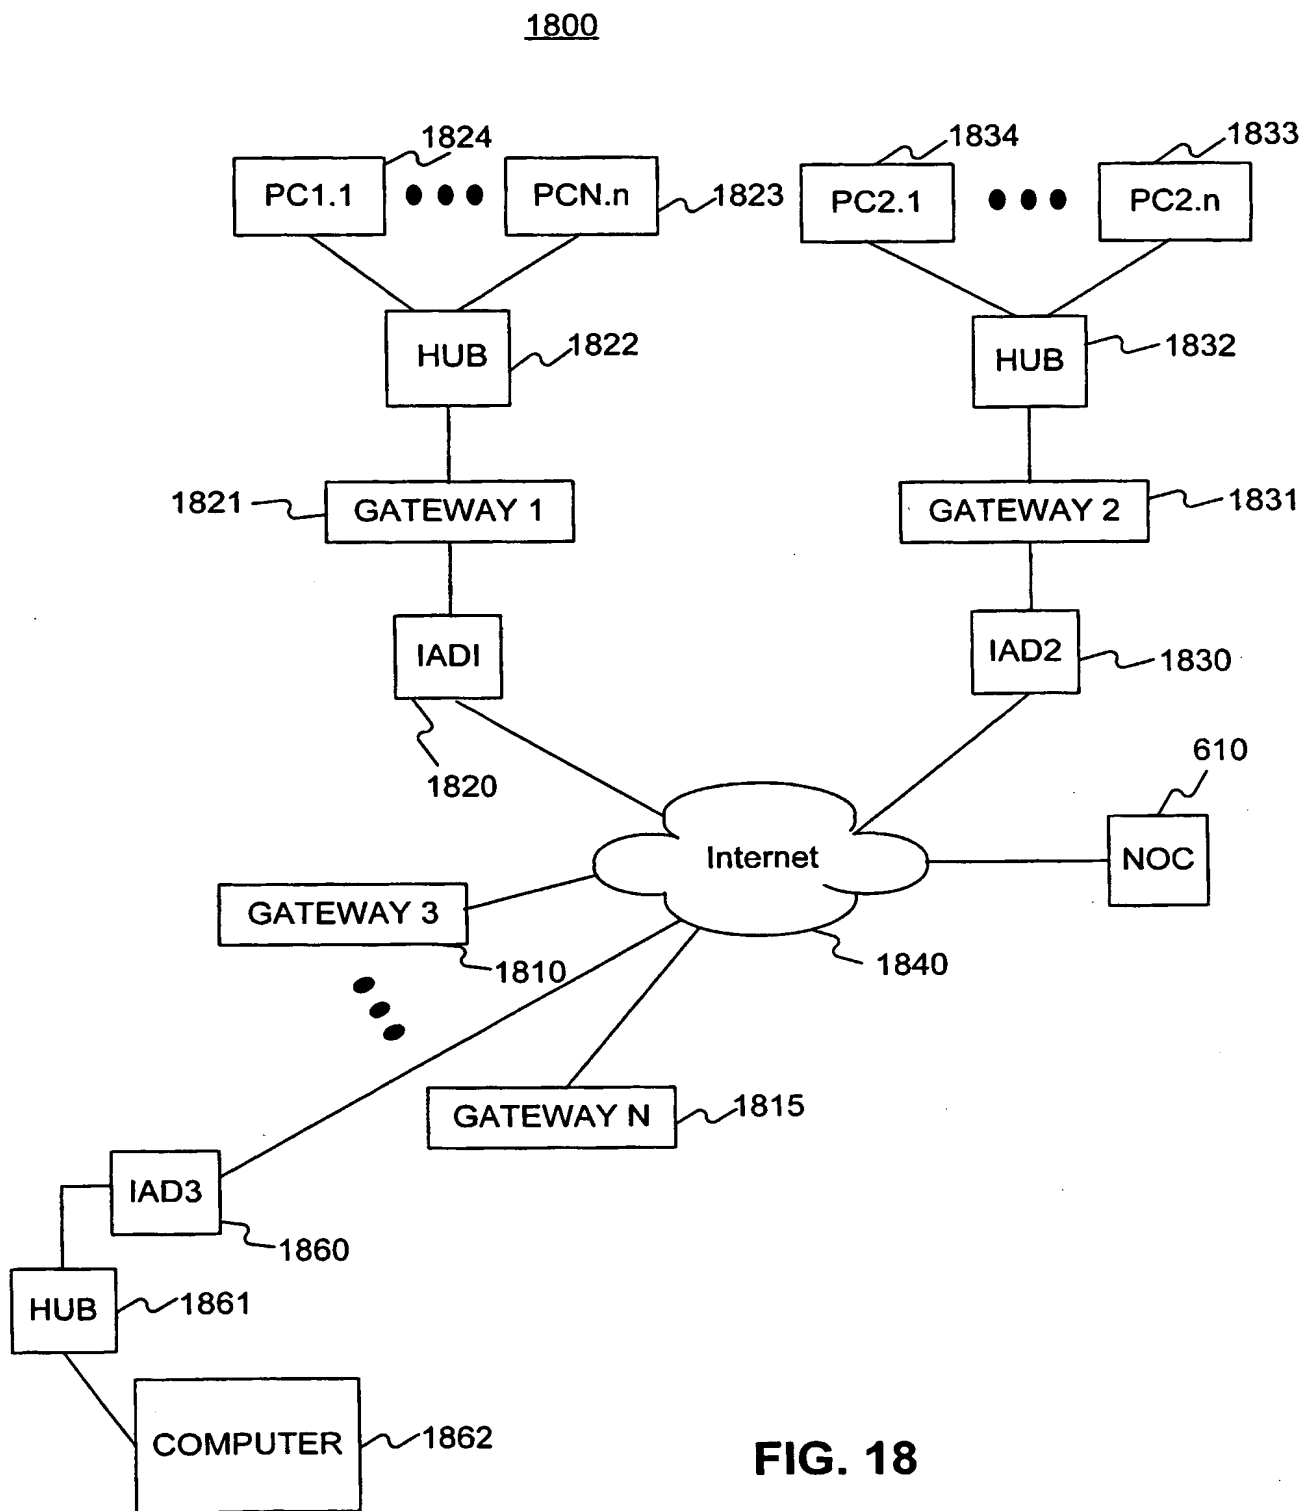 1800
1824
1834
1833
PC1.1
PCN.n
1823
PC2.1
PC2.n
HUB
1822
HUB
1832
1821
GATEWAY 1
GATEWAY 2
1831
IADI
IAD2
1830
1820
610
Internet
NOC
GATEWAY 3
1810
1840
GATEWAY N
1815
IAD3
1860
HUB
1861
COMPUTER
1862
FIG. 18